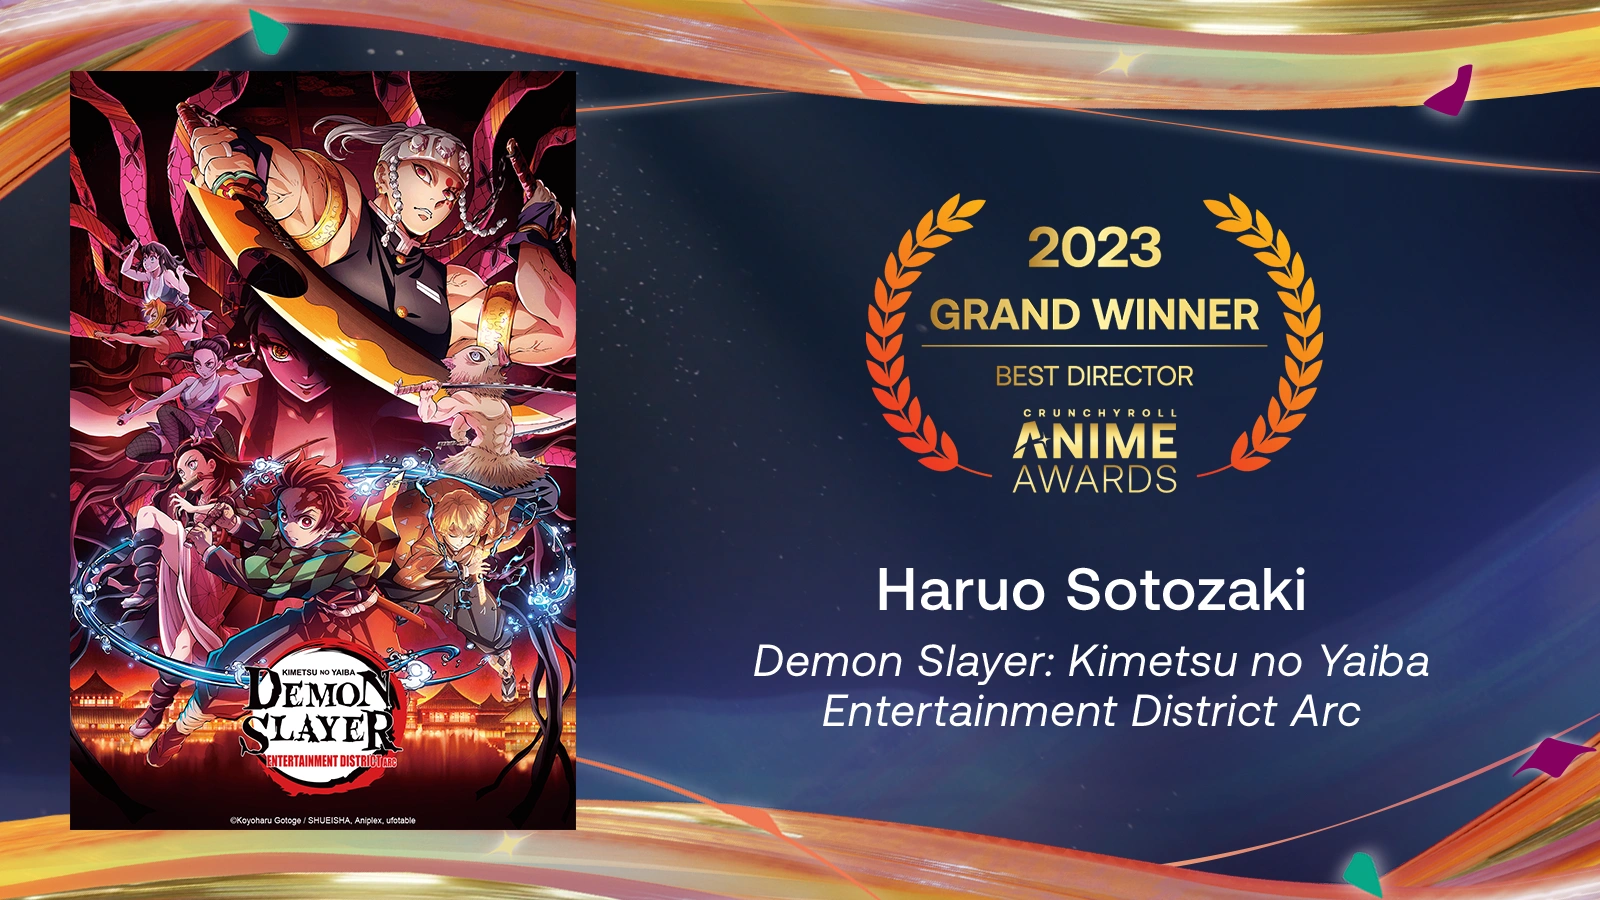 KIMETSU NO YAIBA
DEMON
SLAYER
ENTERTAINMENT DISTRICT ARC
©Koyoharu Gotoge / SHUEISHA, Aniplex, ufotable
2023
GRAND WINNER
BEST DIRECTOR
CRUNCHYROLL
ANIME
AWARDS
Haruo Sotozaki
Demon Slayer: Kimetsu no Yaiba
Entertainment District Arc